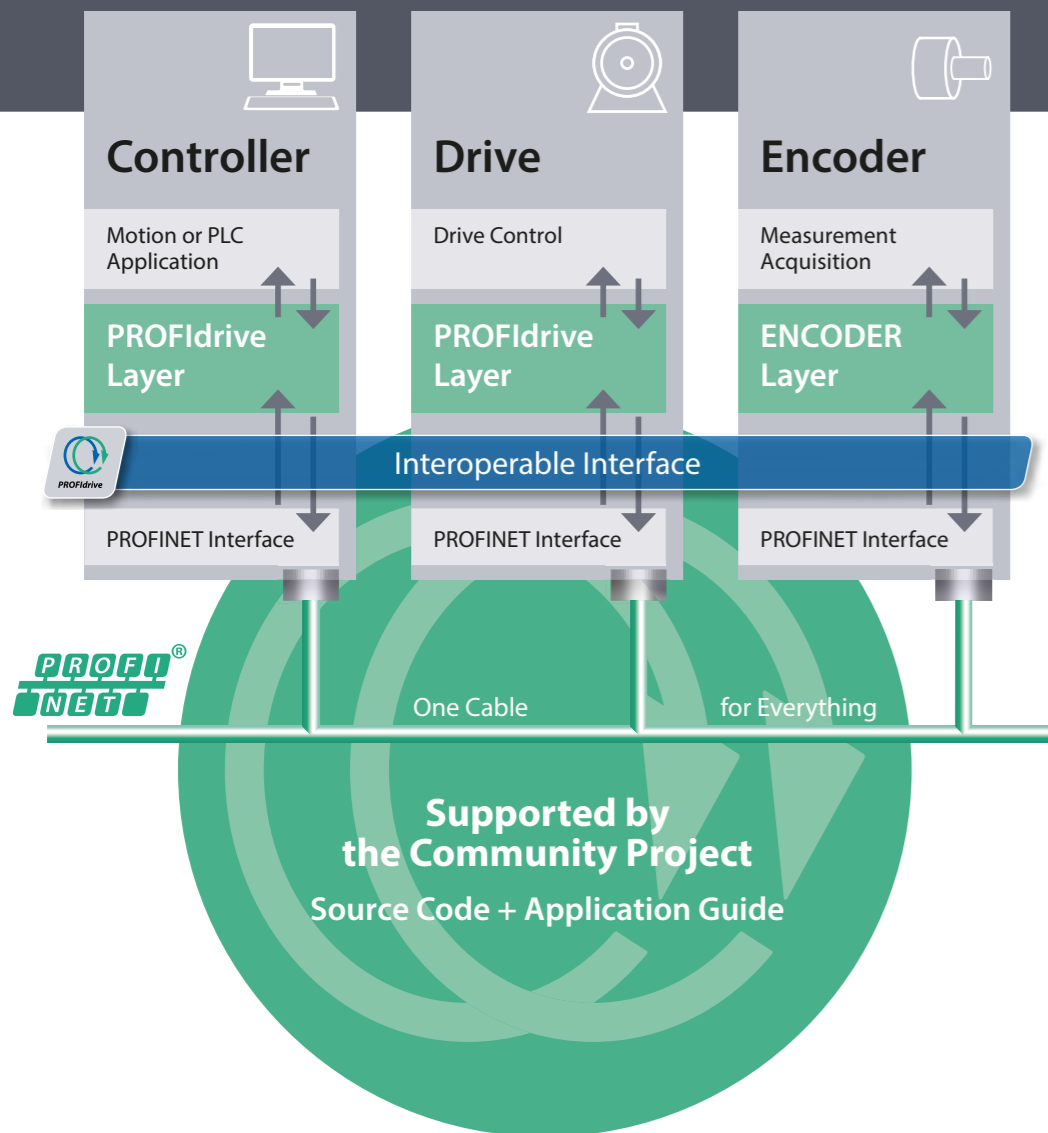 Controller
Motion or PLC
Application
PROFIdrive
Layer
PROFINET Interface
Drive
Drive Control
PROFIdrive
Layer
PROFINET Interface
Encoder
Measurement
Acquisition
ENCODER
Layer
PROFINET Interface
PROFIdrive
Interoperable Interface
PROFI®
NET
One Cable for Everything
Supported by
the Community Project
Source Code + Application Guide